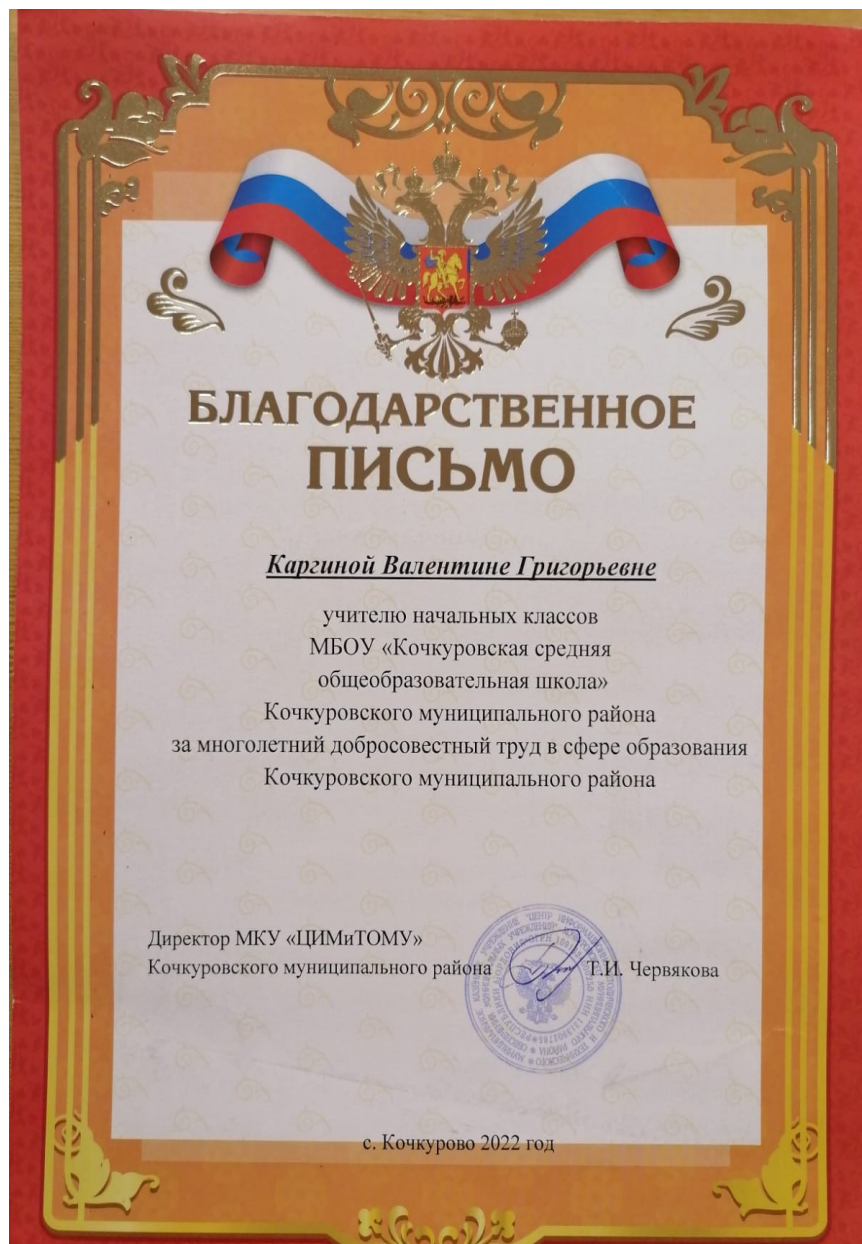 БЛАГОДАРСТВЕННОЕ
ПИСЬМО
Каргиной Валентине Григорьевне
учителю начальных классов
МБОУ «Кочкуровская средняя
общеобразовательная школа»
Кочкуровского муниципального района
за многолетний добросовестный труд в сфере образования
Кочкуровского муниципального района
Директор МКУ «ЦИМиТОМУ»
Кочкуровского муниципального района
Т.И. Червякова
с. Кочкурово 2022 год